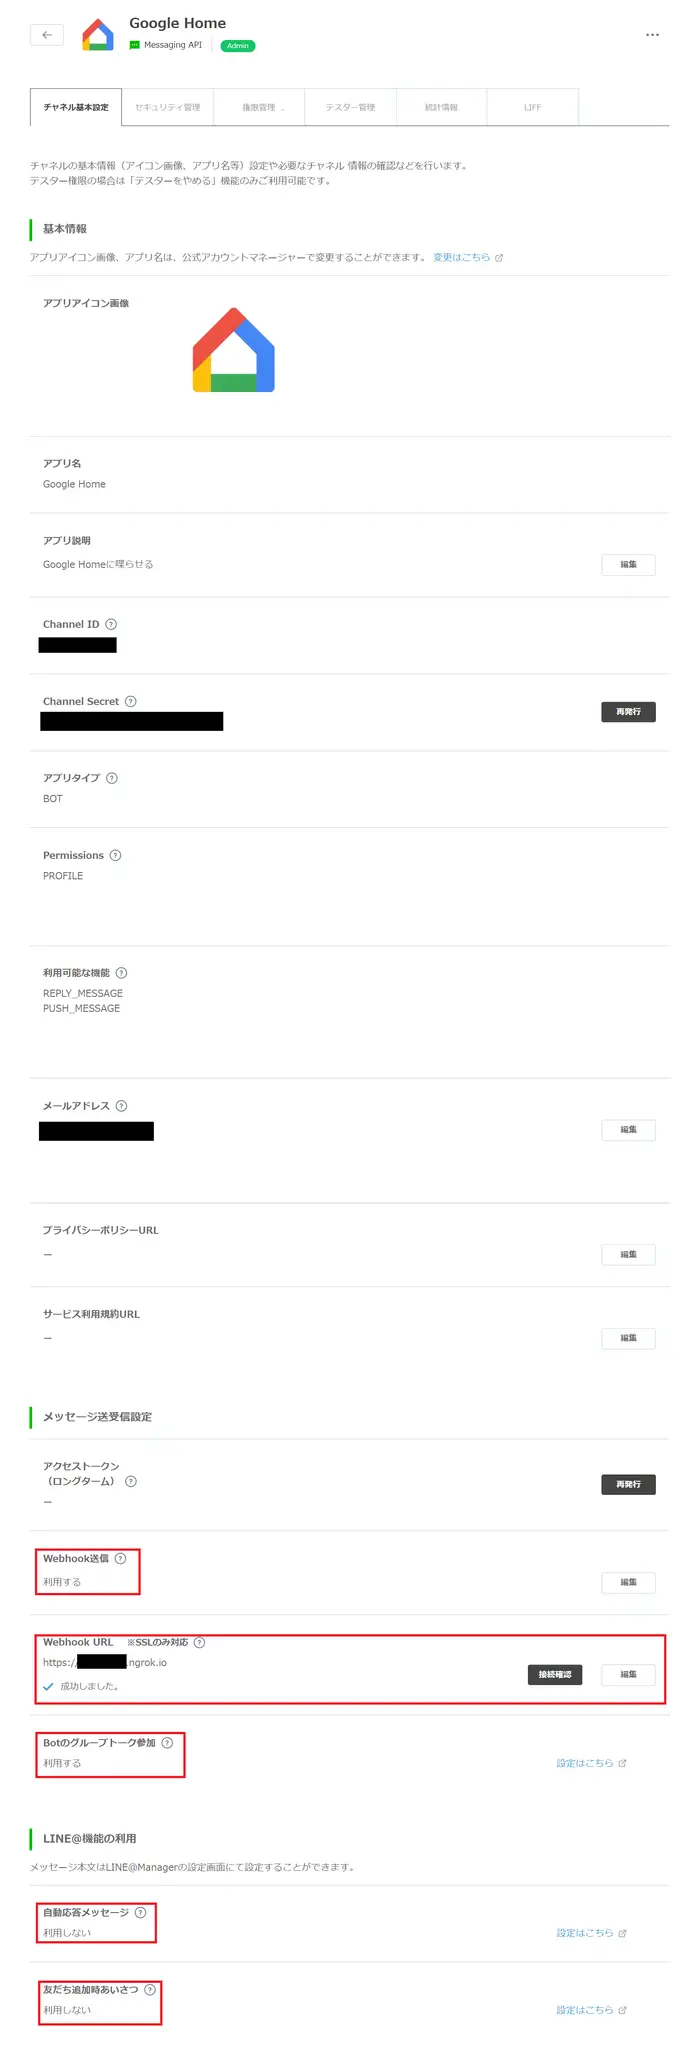 Google Home
Messaging API
Admin
チャネル基本設定
セキュリティ管理
権限管理
テスター管理
統計情報
LIFF
チャネルの基本情報（アイコン画像、アプリ名等）設定や必要なチャネル 情報の確認などを行います。
テスター権限の場合は「テスターをやめる」機能のみご利用可能です。
基本情報
アプリアイコン画像、アプリ名は、公式アカウントマネージャーで変更することができます。 変更はこちら
アプリアイコン画像
アプリ名
Google Home
アプリ説明
Google Homeに喋らせる
編集
Channel ID
Channel Secret
再発行
アプリタイプ
BOT
Permissions
PROFILE
利用可能な機能
REPLY_MESSAGE
PUSH_MESSAGE
メールアドレス
編集
プライバシーポリシーURL
ー
編集
サービス利用規約URL
ー
編集
メッセージ送受信設定
アクセストークン
（ロングターム）
ー
再発行
Webhook送信
利用する
編集
Webhook URL ※SSLのみ対応
https:/ .ngrok.io
成功しました。
接続確認
編集
Botのグループトーク参加
利用する
設定はこちら
LINE@機能の利用
メッセージ本文はLINE@Managerの設定画面にて設定することができます。
自動応答メッセージ
利用しない
設定はこちら
友だち追加時あいさつ
利用しない
設定はこちら